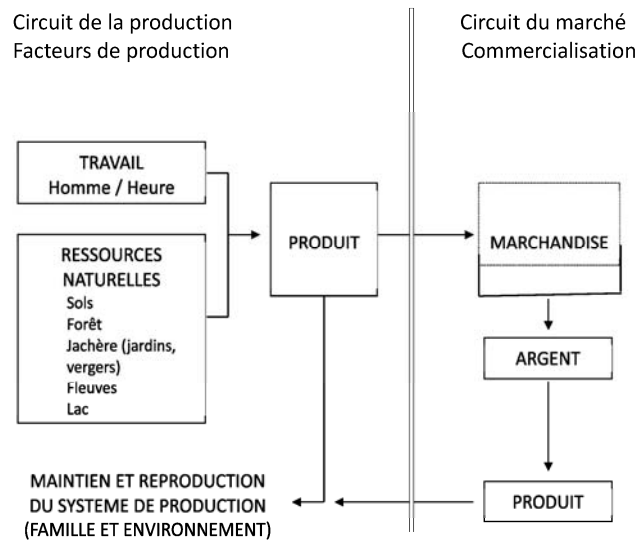 Circuit de la production
Facteurs de production
Circuit du marché
Commercialisation
TRAVAIL
Homme / Heure
RESSOURCES
NATURELLES
Sols
Forêt
Jachère (jardins,
vergers)
Fleuves
Lac
PRODUIT
MARCHANDISE
ARGENT
PRODUIT
MAINTIEN ET REPRODUCTION
DU SYSTEME DE PRODUCTION
(FAMILLE ET ENVIRONNEMENT)